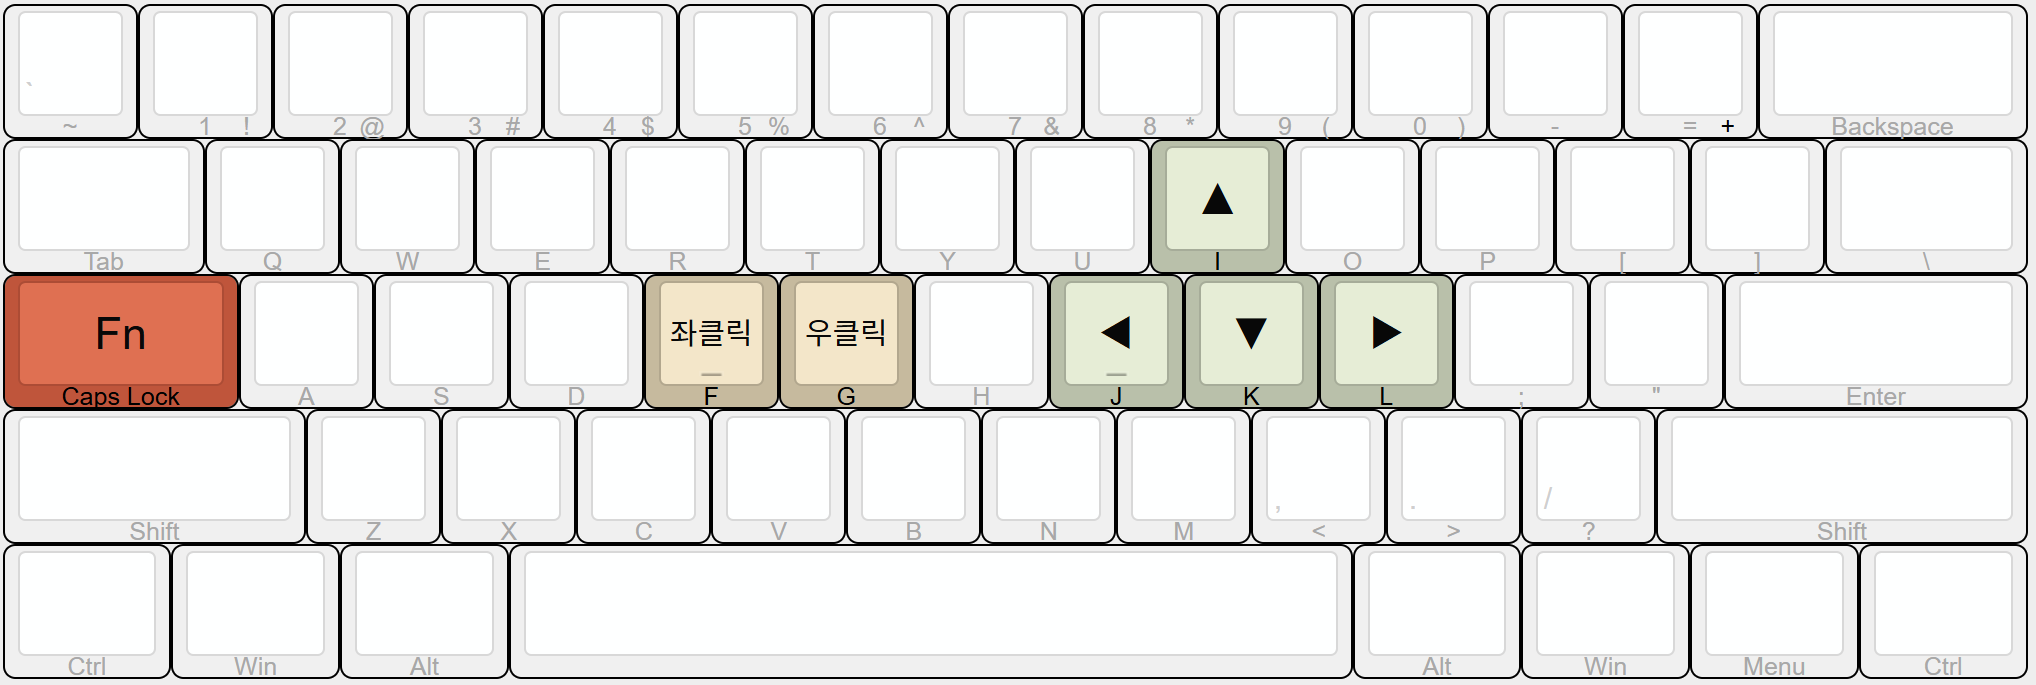 `
~ 1 ! 2 @ 3 # 4 $ 5 % 6 ^ 7 & 8 * 9 ( 0 ) - = + Backspace
▲
Tab Q W E R T Y U I O P [ ] \
Fn 좌클릭 우클릭 ◀ ▼ ▶
Caps Lock A S D F G H J K L ; " Enter
, . /
Shift Z X C V B N M < > ? Shift
Ctrl Win Alt Alt Win Menu Ctrl